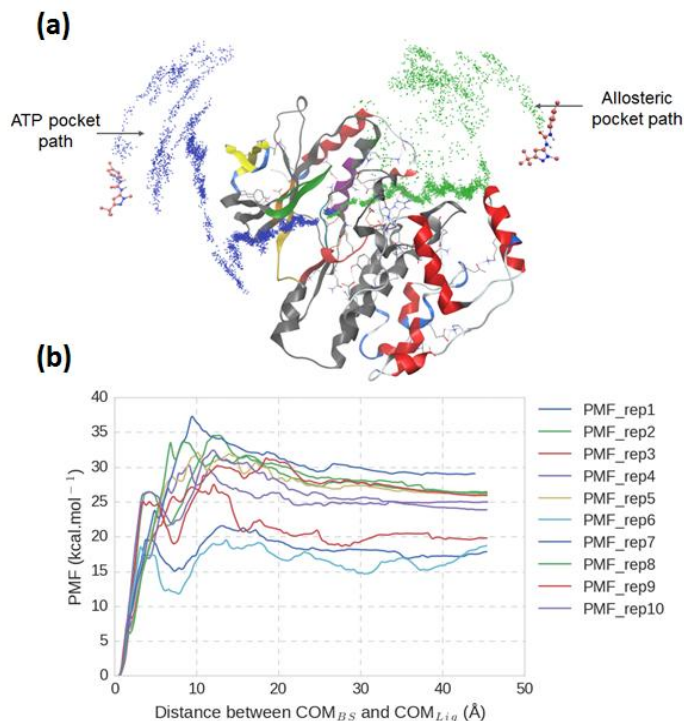 (a)
ATP pocket
path
Allosteric
pocket path
(b)
40
35
30
25
20
15
10
5
0
PMF (kcal.mol⁻¹)
0 10 20 30 40 50
Distance between COM_BS and COM_Lig (Å)
PMF_rep1
PMF_rep2
PMF_rep3
PMF_rep4
PMF_rep5
PMF_rep6
PMF_rep7
PMF_rep8
PMF_rep9
PMF_rep10